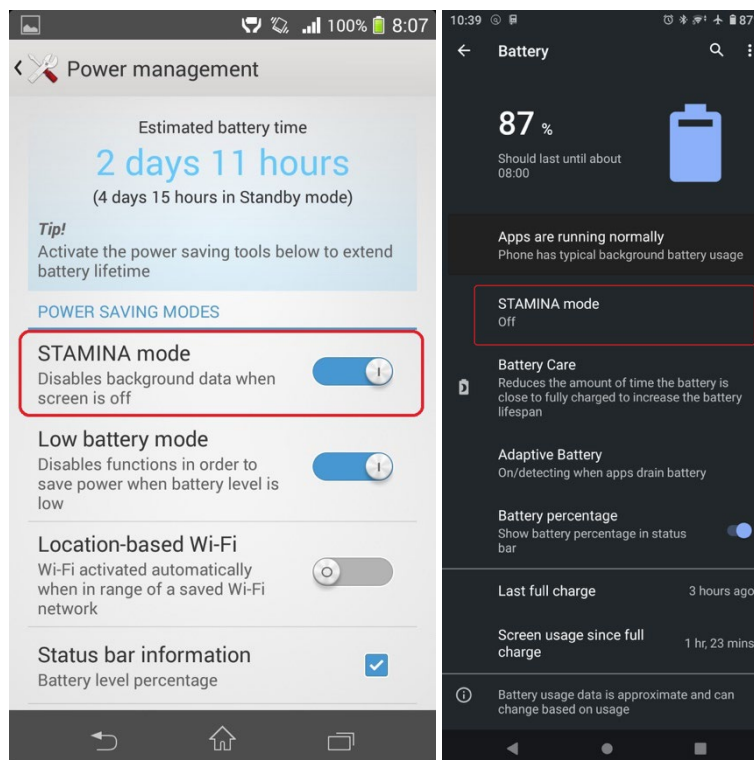 100% 8:07
Power management
Estimated battery time
2 days 11 hours
(4 days 15 hours in Standby mode)
Tip!
Activate the power saving tools below to extend
battery lifetime
POWER SAVING MODES
STAMINA mode
Disables background data when
screen is off
Low battery mode
Disables functions in order to
save power when battery level is
low
Location-based Wi-Fi
Wi-Fi activated automatically
when in range of a saved Wi-Fi
network
Status bar information
Battery level percentage
10:39 87
Battery
87 %
Should last until about
08:00
Apps are running normally
Phone has typical background battery usage
STAMINA mode
Off
Battery Care
Reduces the amount of time the battery is
close to fully charged to increase the battery
lifespan
Adaptive Battery
On/detecting when apps drain battery
Battery percentage
Show battery percentage in status
bar
Last full charge 3 hours ago
Screen usage since full
charge 1 hr, 23 mins
Battery usage data is approximate and can
change based on usage